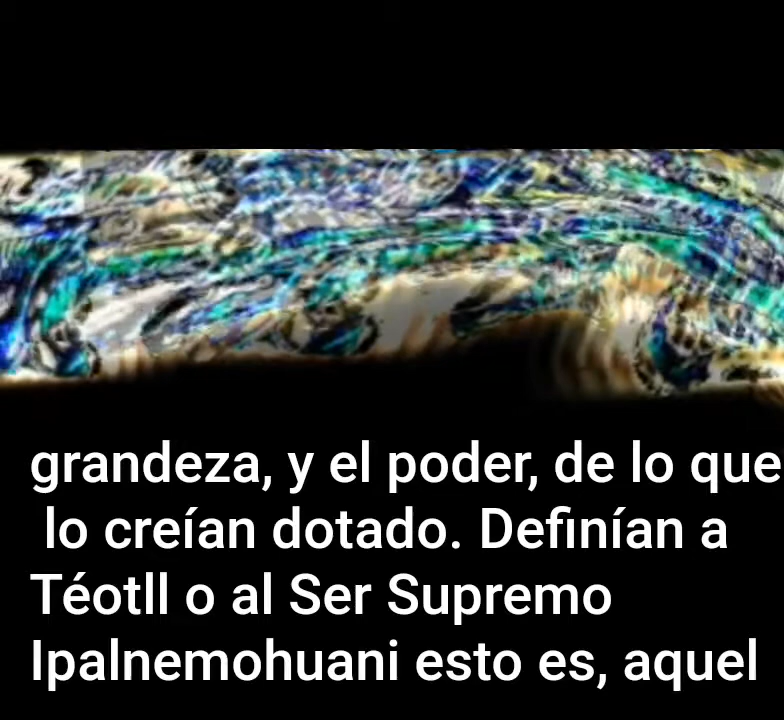 grandeza, y el poder, de lo que
lo creían dotado. Definían a
Téotll o al Ser Supremo
Ipalnemohuani esto es, aquel